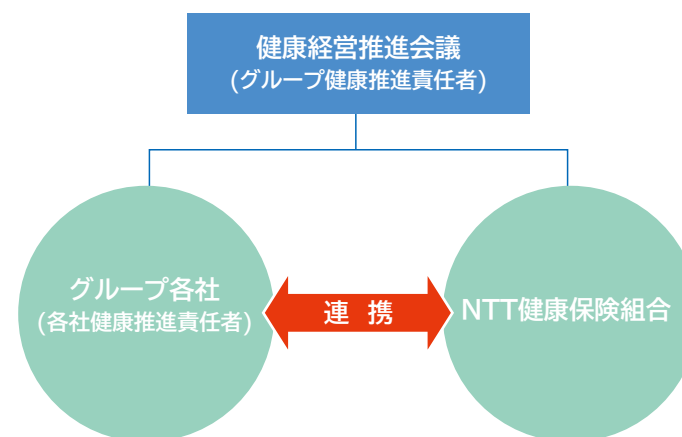 健康経営推進会議
(グループ健康推進責任者)
グループ各社
(各社健康推進責任者)
連 携
NTT健康保険組合